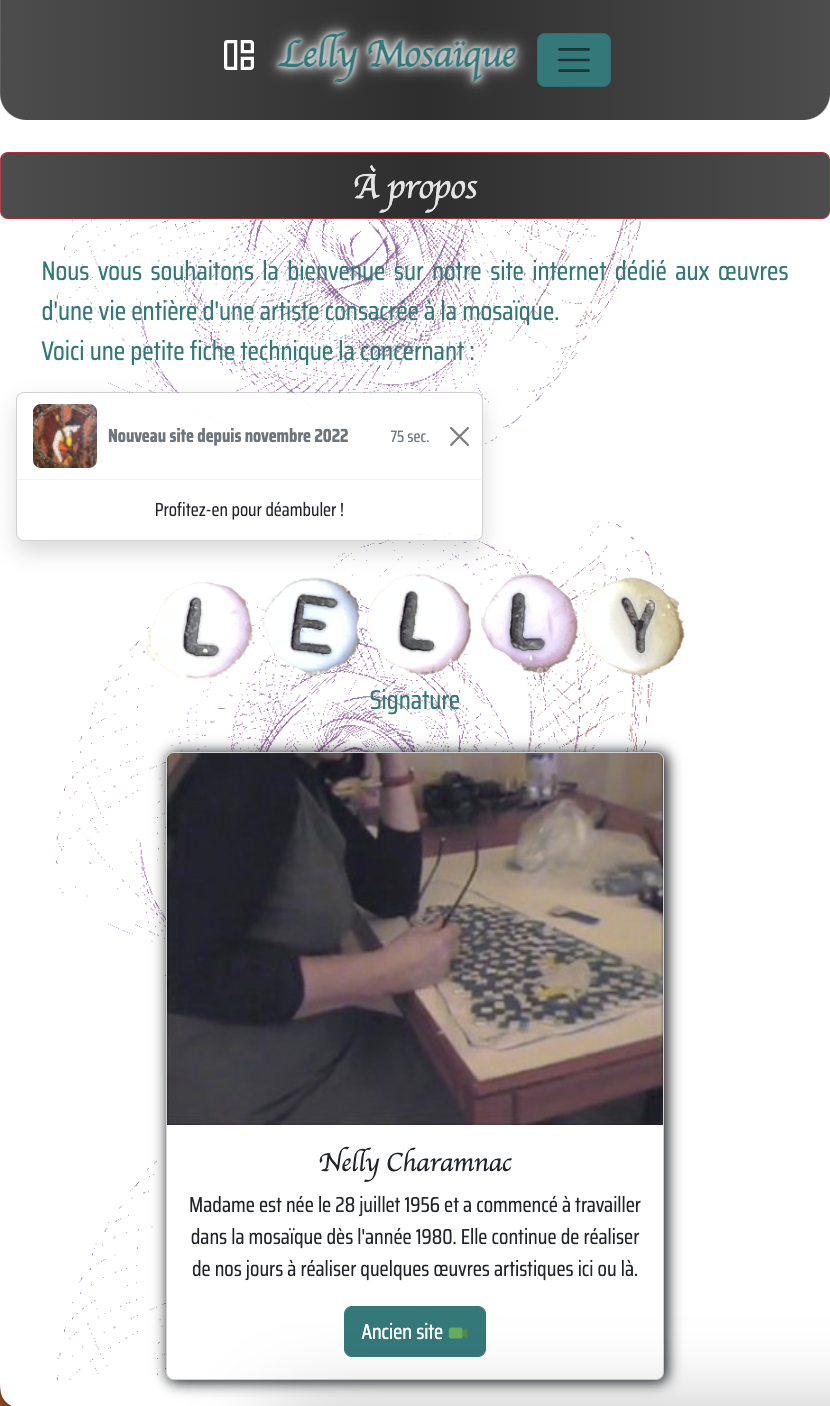 Lelly Mosaïque
À propos
Nous vous souhaitons la bienvenue sur notre site internet dédié aux œuvres
d'une vie entière d'une artiste consacrée à la mosaïque.
Voici une petite fiche technique la concernant :
Nouveau site depuis novembre 2022
75 sec.
Profitez-en pour déambuler !
LELLY
Signature
Nelly Charamnac
Madame est née le 28 juillet 1956 et a commencé à travailler
dans la mosaïque dès l'année 1980. Elle continue de réaliser
de nos jours à réaliser quelques œuvres artistiques ici ou là.
Ancien site